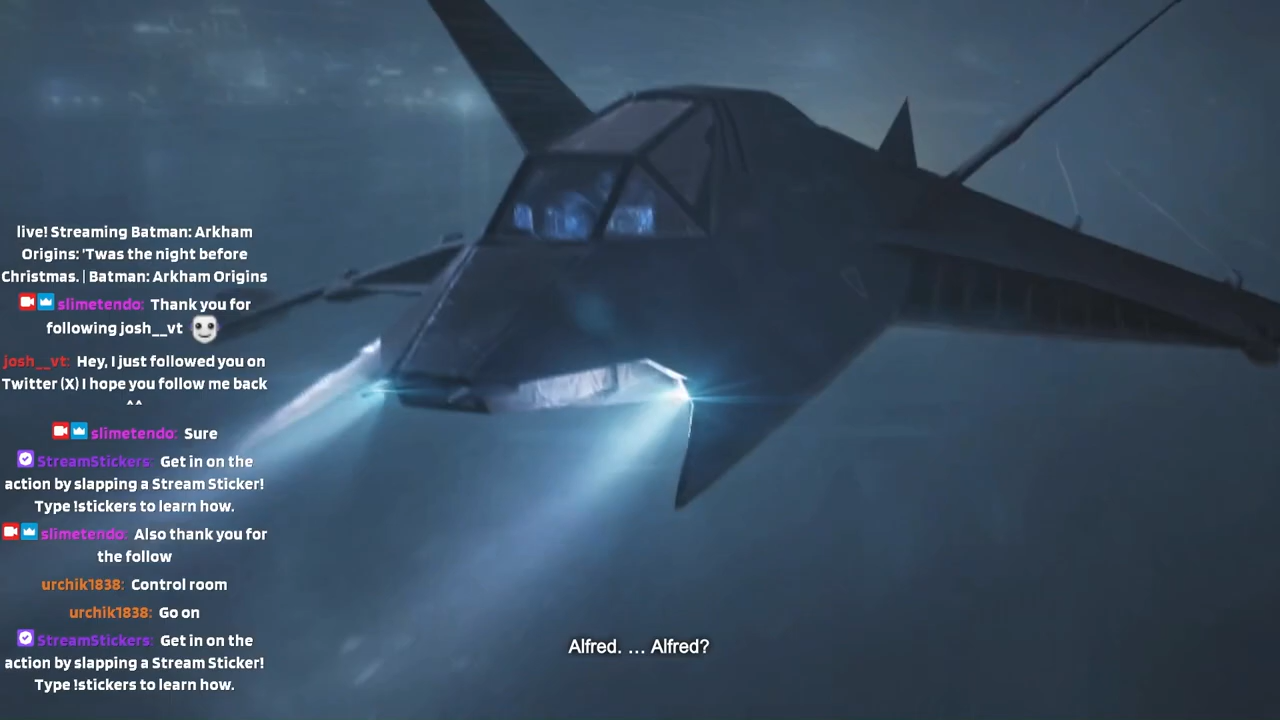 live! Streaming Batman: Arkham
Origins: 'Twas the night before
Christmas. | Batman: Arkham Origins
slimetendo: Thank you for
following josh__vt
josh__vt: Hey, I just followed you on
Twitter (X) I hope you follow me back
^^
slimetendo: Sure
StreamStickers: Get in on the
action by slapping a Stream Sticker!
Type !stickers to learn how.
slimetendo: Also thank you for
the follow
urchik1838: Control room
urchik1838: Go on
StreamStickers: Get in on the
action by slapping a Stream Sticker!
Type !stickers to learn how.
Alfred. ... Alfred?